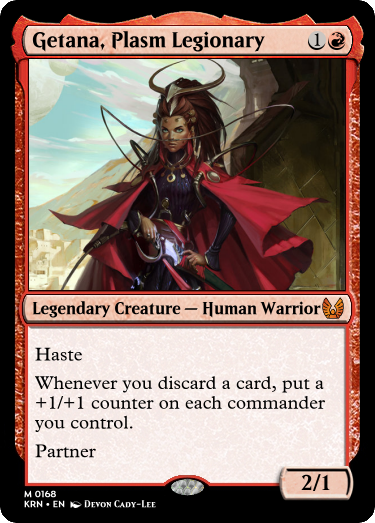 Getana, Plasm Legionary 1
Legendary Creature — Human Warrior
Haste
Whenever you discard a card, put a
+1/+1 counter on each commander
you control.
Partner
2/1
M 0168
KRN • EN Devon Cady-Lee